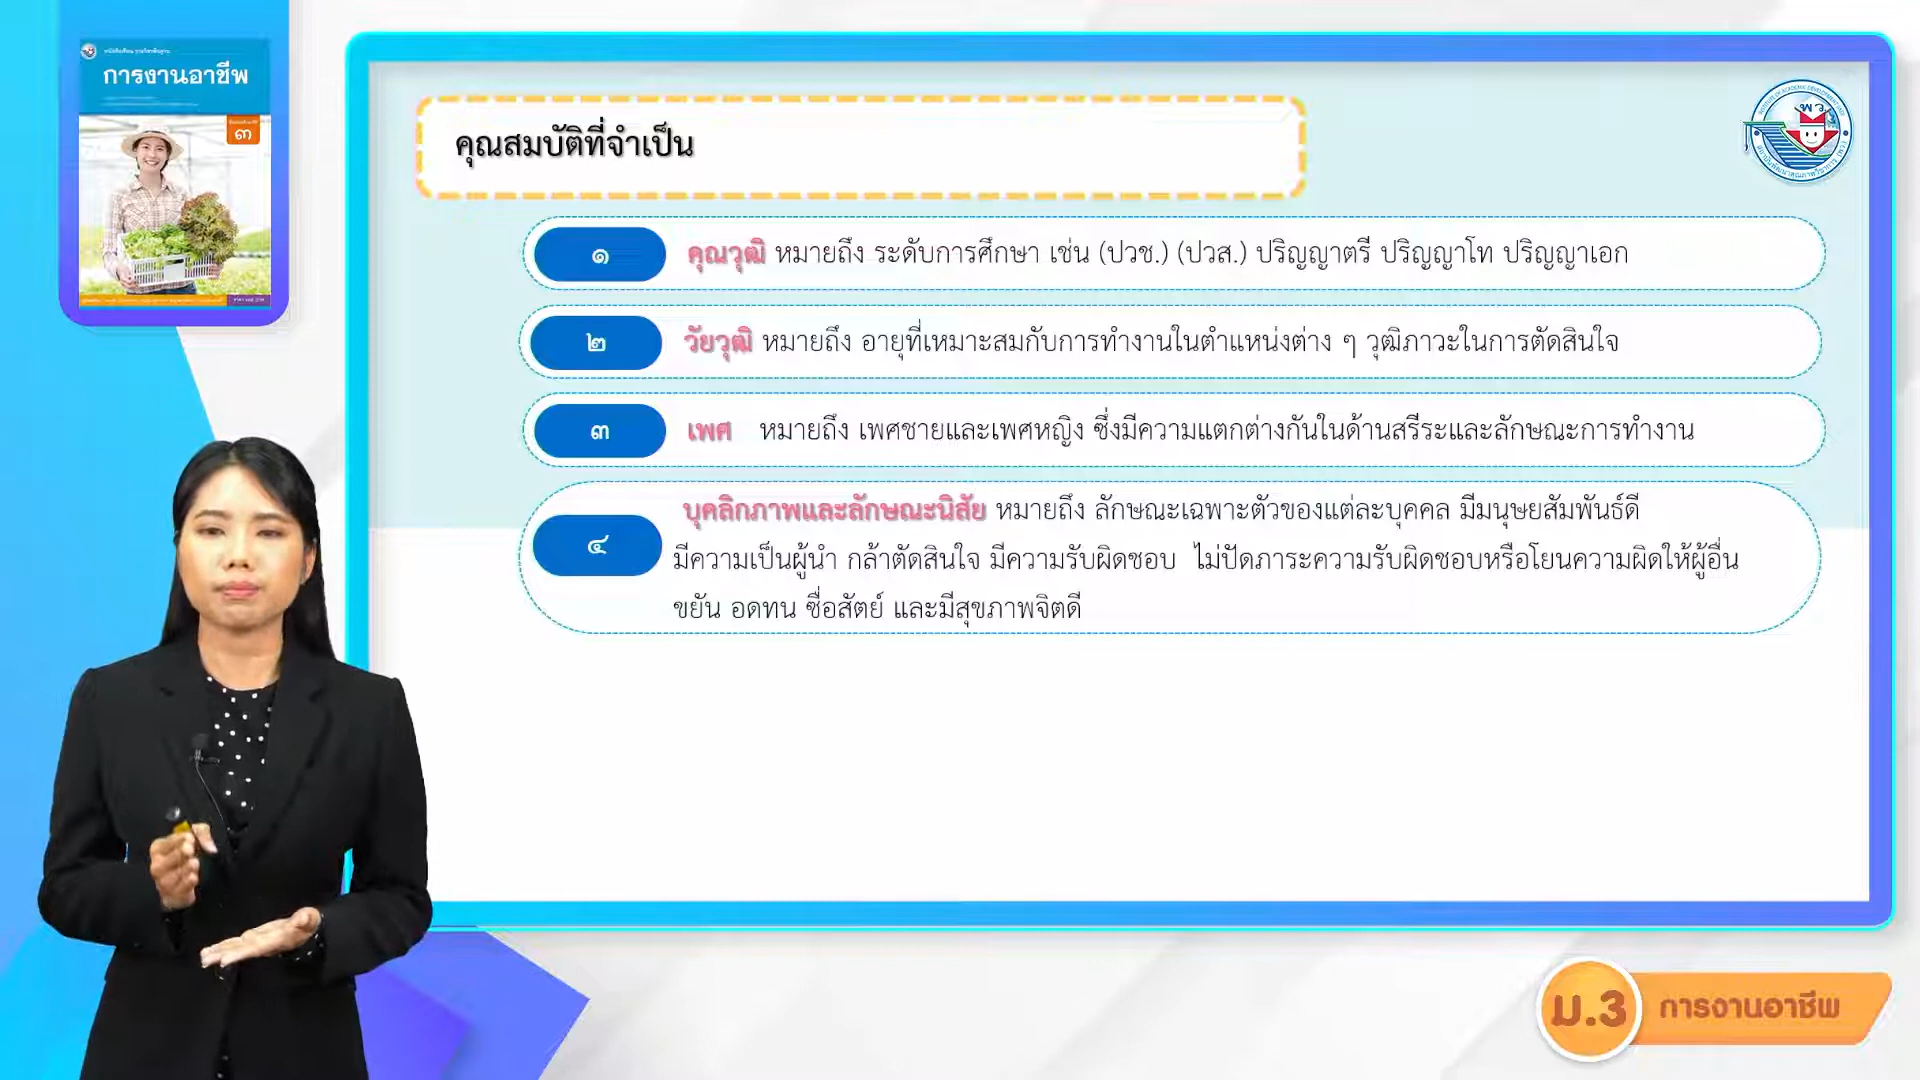 การงานอาชีพ
๓
คุณสมบัติที่จำเป็น
พว
๑ คุณวุฒิ หมายถึง ระดับการศึกษา เช่น (ปวช.) (ปวส.) ปริญญาตรี ปริญญาโท ปริญญาเอก
๒ วัยวุฒิ หมายถึง อายุที่เหมาะสมกับการทำงานในตำแหน่งต่าง ๆ วุฒิภาวะในการตัดสินใจ
๓ เพศ หมายถึง เพศชายและเพศหญิง ซึ่งมีความแตกต่างกันในด้านสรีระและลักษณะการทำงาน
๔ บุคลิกภาพและลักษณะนิสัย หมายถึง ลักษณะเฉพาะตัวของแต่ละบุคคล มีมนุษยสัมพันธ์ดี
มีความเป็นผู้นำ กล้าตัดสินใจ มีความรับผิดชอบ ไม่ปัดภาระความรับผิดชอบหรือโยนความผิดให้ผู้อื่น
ขยัน อดทน ซื่อสัตย์ และมีสุขภาพจิตดี
ม.3 การงานอาชีพ